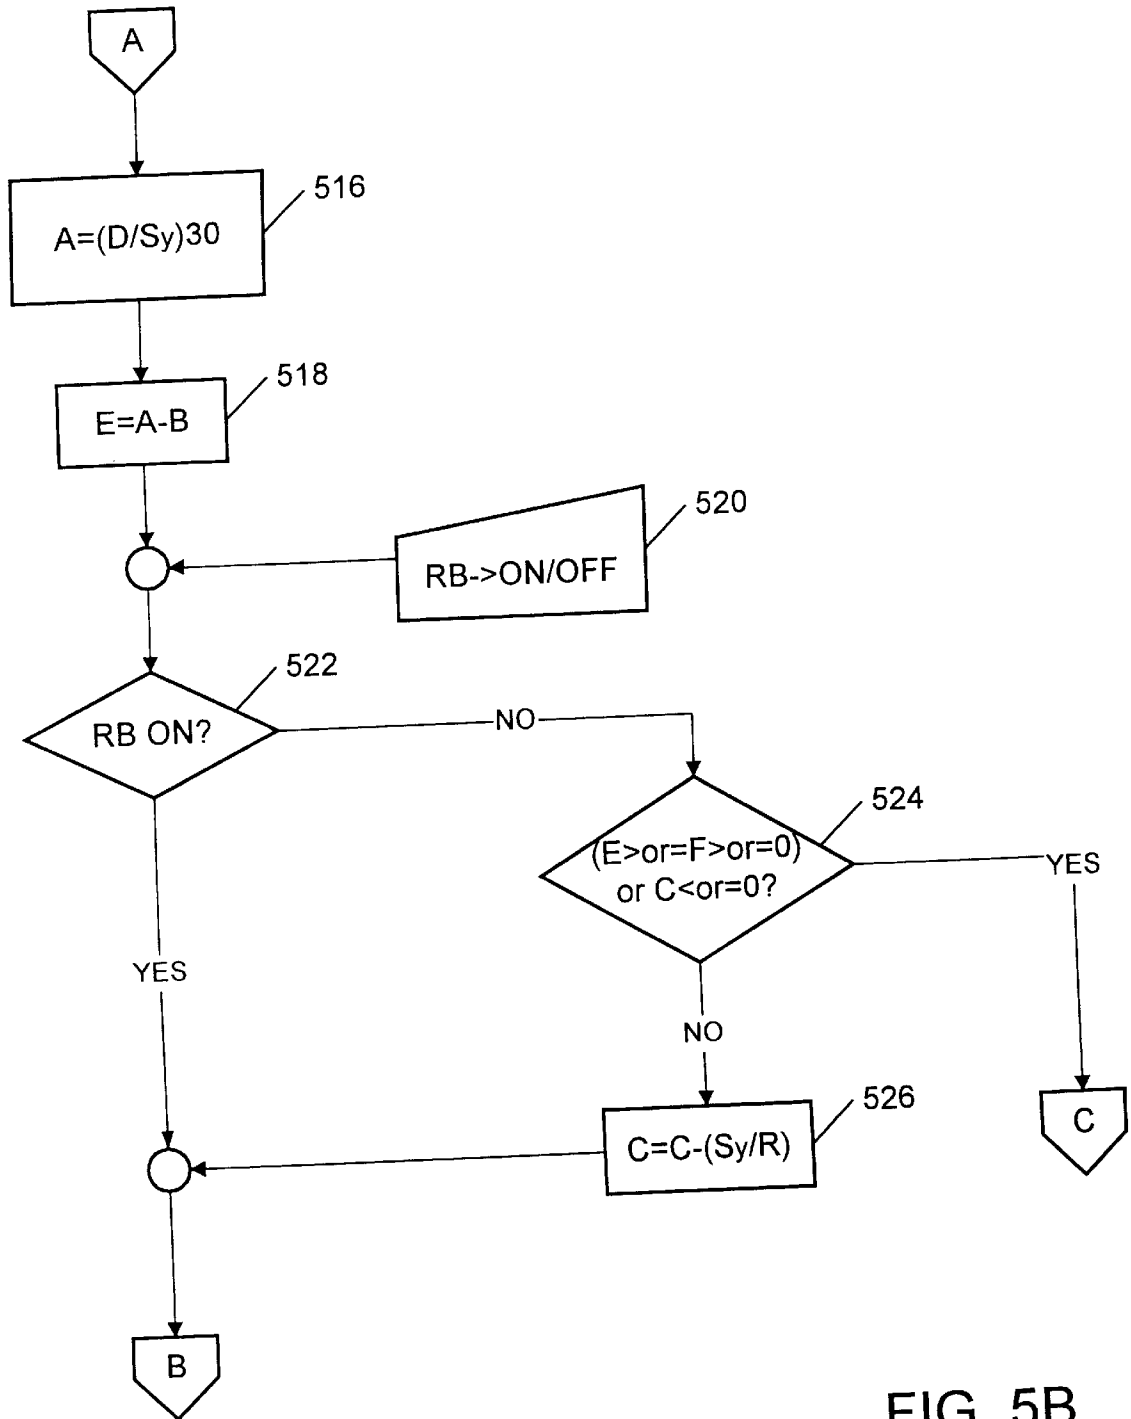 A
516
A=(D/Sy)30
518
E=A-B
520
RB->ON/OFF
522
RB ON?
NO
524
(E>or=F>or=0)
or C<or=0?
YES
YES
NO
526
C=C-(Sy/R)
C
B
FIG. 5B